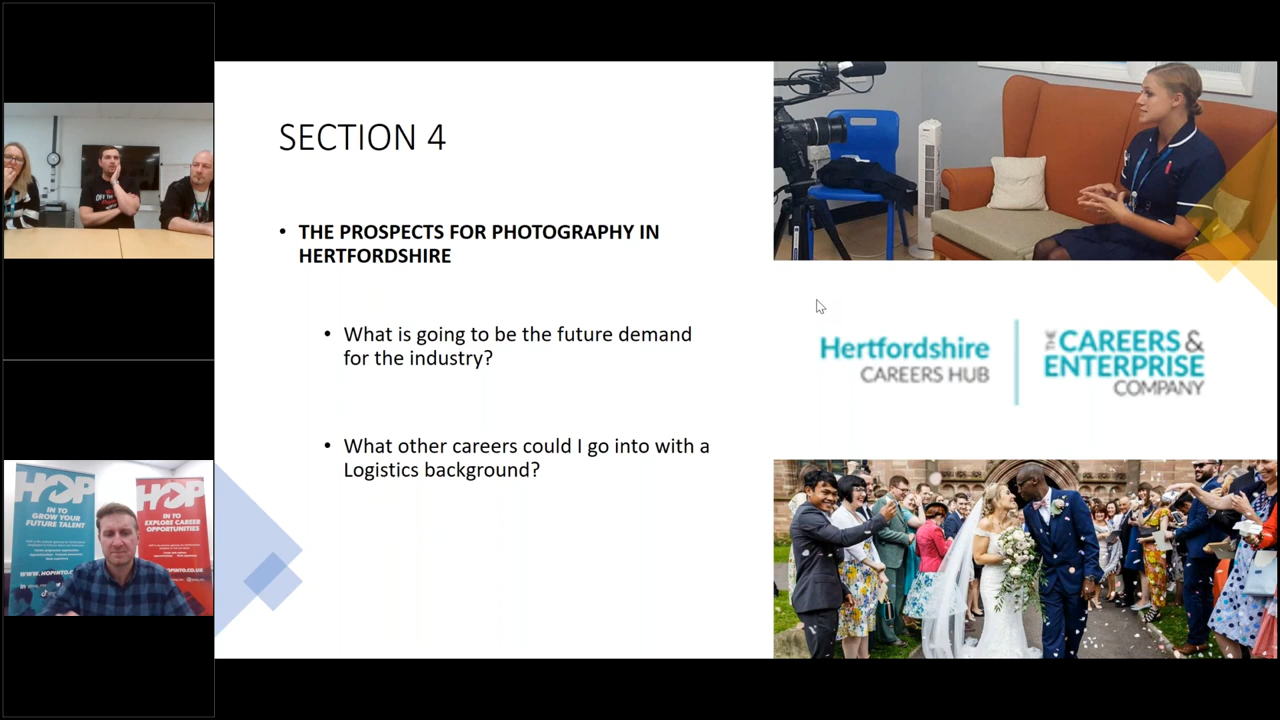 SECTION 4
• THE PROSPECTS FOR PHOTOGRAPHY IN
HERTFORDSHIRE
• What is going to be the future demand
for the industry?
• What other careers could I go into with a
Logistics background?
Hertfordshire
CAREERS HUB
THE CAREERS &
ENTERPRISE
COMPANY
HOP
IN TO
GROW YOUR
FUTURE TALENT
HOP
IN TO
EXPLORE CAREER
OPPORTUNITIES